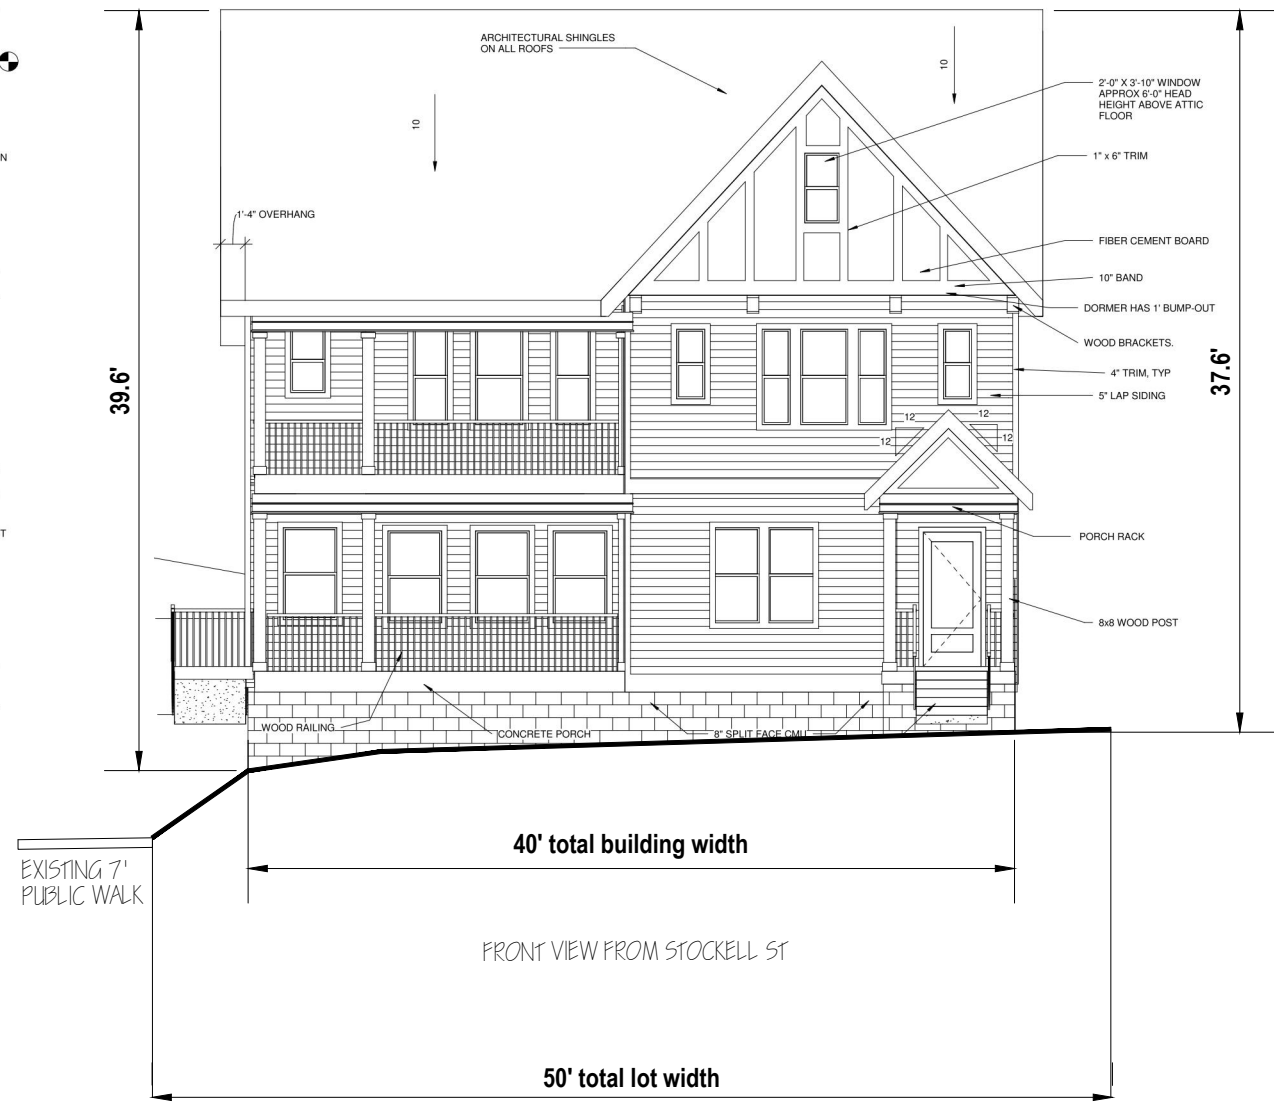 ARCHITECTURAL SHINGLES
ON ALL ROOFS
10
10
2'-0" X 3'-10" WINDOW
APPROX 6'-0" HEAD
HEIGHT ABOVE ATTIC
FLOOR
N
1" x 6" TRIM
1'-4" OVERHANG
FIBER CEMENT BOARD
10" BAND
DORMER HAS 1' BUMP-OUT
WOOD BRACKETS.
39.6'
37.6'
4" TRIM, TYP
5" LAP SIDING
12
12
12
12
T
PORCH RACK
8x8 WOOD POST
WOOD RAILING
CONCRETE PORCH
8" SPLIT FACE CMU
40' total building width
EXISTING 7'
PUBLIC WALK
FRONT VIEW FROM STOCKELL ST
50' total lot width